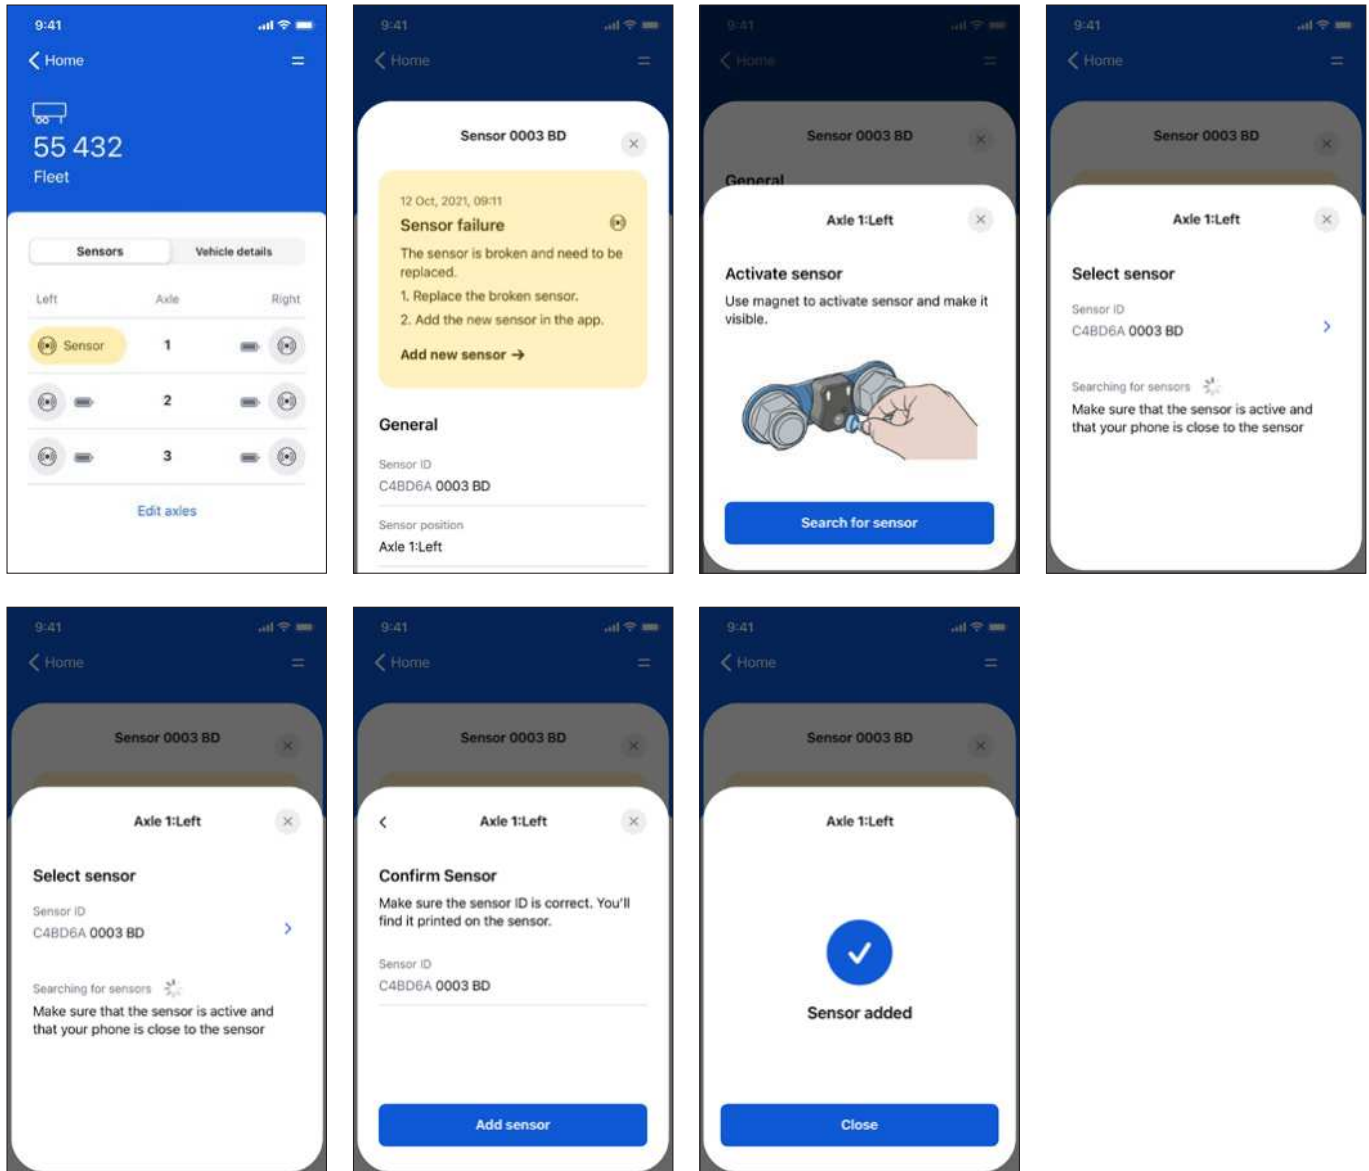 9:41
Home
55 432
Fleet
Sensors Vehicle details
Left Axle Right
Sensor 1
2
3
Edit axles
9:41
Home
Sensor 0003 BD
12 Oct, 2021, 09:11
Sensor failure
The sensor is broken and need to be
replaced.
1. Replace the broken sensor.
2. Add the new sensor in the app.
Add new sensor →
General
Sensor ID
C4BD6A 0003 BD
Sensor position
Axle 1:Left
9:41
Home
Sensor 0003 BD
General
Axle 1:Left
Activate sensor
Use magnet to activate sensor and make it
visible.
Search for sensor
9:41
Home
Sensor 0003 BD
Axle 1:Left
Select sensor
Sensor ID
C4BD6A 0003 BD
Searching for sensors
Make sure that the sensor is active and
that your phone is close to the sensor
9:41
Home
Sensor 0003 BD
Axle 1:Left
Select sensor
Sensor ID
C4BD6A 0003 BD
Searching for sensors
Make sure that the sensor is active and
that your phone is close to the sensor
9:41
Home
Sensor 0003 BD
Axle 1:Left
Confirm Sensor
Make sure the sensor ID is correct. You'll
find it printed on the sensor.
Sensor ID
C4BD6A 0003 BD
Add sensor
9:41
Home
Sensor 0003 BD
Axle 1:Left
Sensor added
Close